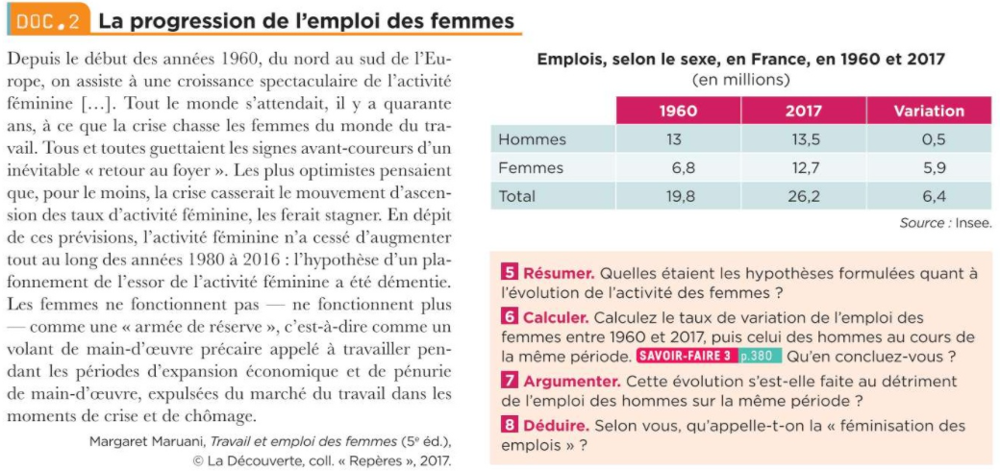 DOC.2 La progression de l'emploi des femmes
Depuis le début des années 1960, du nord au sud de l'Eu-
rope, on assiste à une croissance spectaculaire de l'activité
féminine […]. Tout le monde s'attendait, il y a quarante
ans, à ce que la crise chasse les femmes du monde du tra-
vail. Tous et toutes guettaient les signes avant-coureurs d'un
inévitable « retour au foyer ». Les plus optimistes pensaient
que, pour le moins, la crise casserait le mouvement d'ascen-
sion des taux d'activité féminine, les ferait stagner. En dépit
de ces prévisions, l'activité féminine n'a cessé d'augmenter
tout au long des années 1980 à 2016 : l'hypothèse d'un pla-
fonnement de l'essor de l'activité féminine a été démentie.
Les femmes ne fonctionnent pas — ne fonctionnent plus
— comme une « armée de réserve », c'est-à-dire comme un
volant de main-d'œuvre précaire appelé à travailler pen-
dant les périodes d'expansion économique et de pénurie
de main-d'œuvre, expulsées du marché du travail dans les
moments de crise et de chômage.
Margaret Maruani, Travail et emploi des femmes (5e éd.),
© La Découverte, coll. « Repères », 2017.
Emplois, selon le sexe, en France, en 1960 et 2017
(en millions)
1960 2017 Variation
Hommes 13 13,5 0,5
Femmes 6,8 12,7 5,9
Total 19,8 26,2 6,4
Source : Insee.
5 Résumer. Quelles étaient les hypothèses formulées quant à
l'évolution de l'activité des femmes ?
6 Calculer. Calculez le taux de variation de l'emploi des
femmes entre 1960 et 2017, puis celui des hommes au cours de
la même période. SAVOIR-FAIRE 3 p.380 Qu'en concluez-vous ?
7 Argumenter. Cette évolution s'est-elle faite au détriment
de l'emploi des hommes sur la même période ?
8 Déduire. Selon vous, qu'appelle-t-on la « féminisation des
emplois » ?